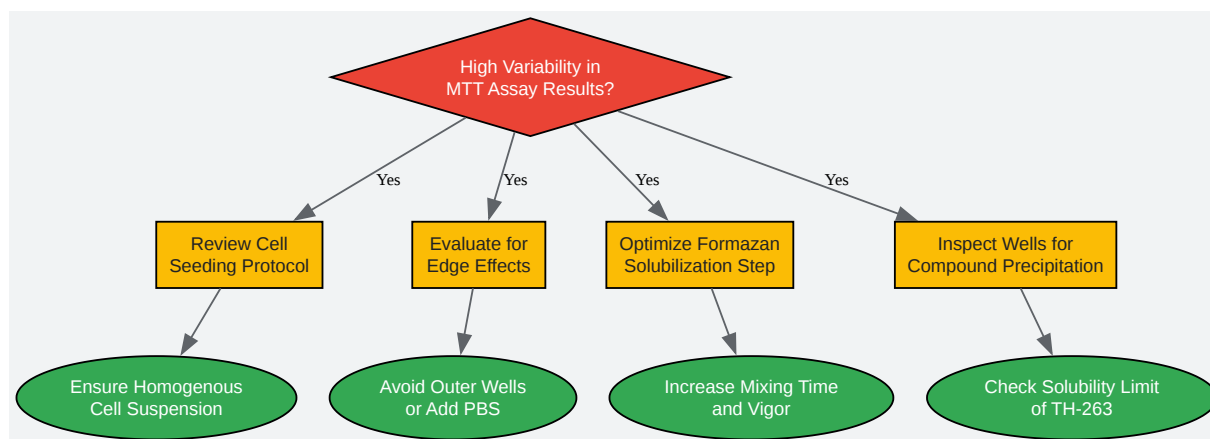 High Variability in
MTT Assay Results?
Yes
Yes
Yes
Yes
Review Cell
Seeding Protocol
Evaluate for
Edge Effects
Optimize Formazan
Solubilization Step
Inspect Wells for
Compound Precipitation
Ensure Homogenous
Cell Suspension
Avoid Outer Wells
or Add PBS
Increase Mixing Time
and Vigor
Check Solubility Limit
of TH-263